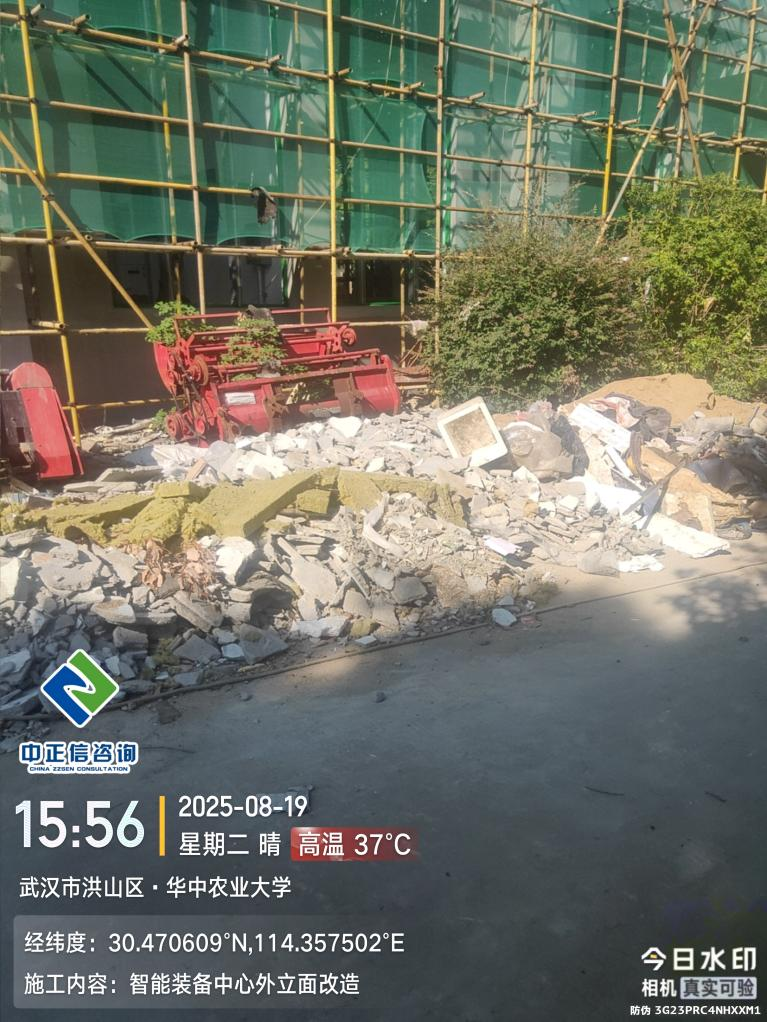 中正信咨询
CHINA ZZSEN CONSULTATION
15:56
2025-08-19
星期二 晴 高温 37°C
武汉市洪山区·华中农业大学
经纬度：30.470609°N,114.357502°E
施工内容：智能装备中心外立面改造
今日水印
相机 真实可验
防伪 3G23PRC4NHXXM1